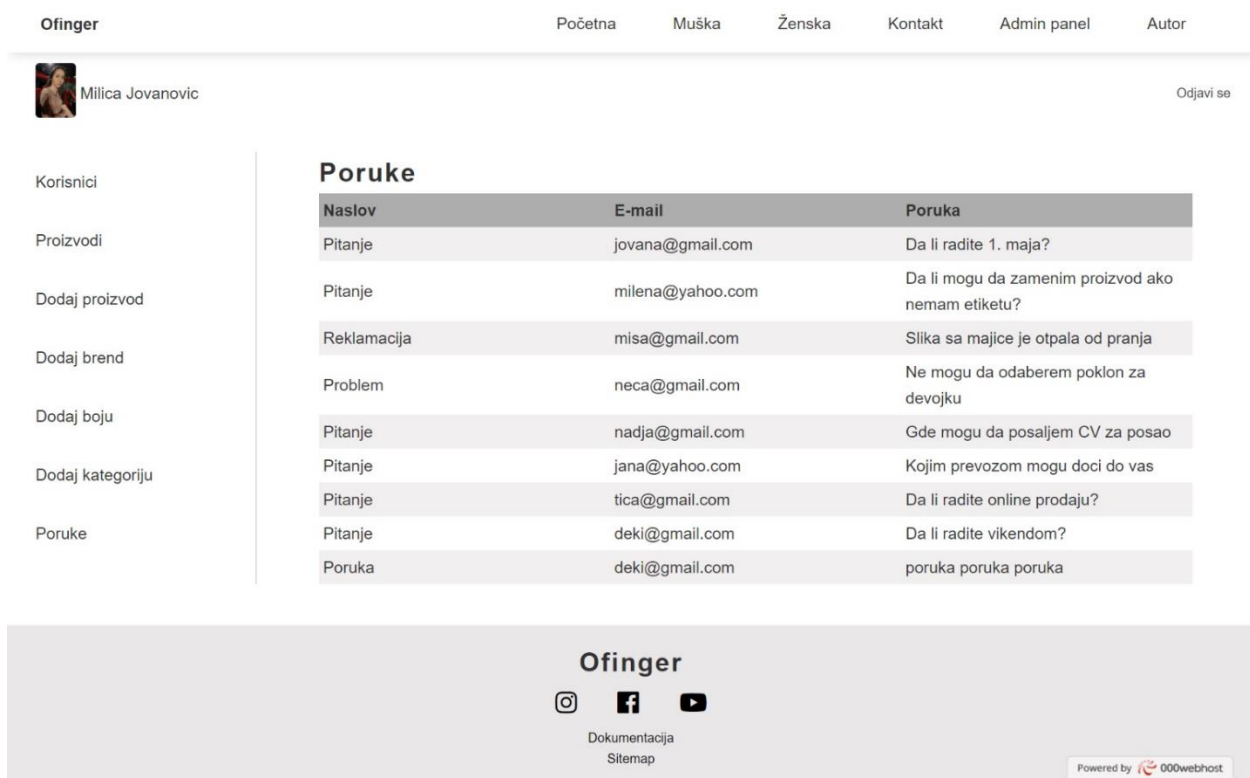 Ofinger
Početna Muška Ženska Kontakt Admin panel Autor
Milica Jovanovic
Odjavi se
Korisnici
Proizvodi
Dodaj proizvod
Dodaj brend
Dodaj boju
Dodaj kategoriju
Poruke
Poruke
Naslov E-mail Poruka
Pitanje jovana@gmail.com Da li radite 1. maja?
Pitanje milena@yahoo.com Da li mogu da zamenim proizvod ako
nemam etiketu?
Reklamacija misa@gmail.com Slika sa majice je otpala od pranja
Problem neca@gmail.com Ne mogu da odaberem poklon za
devojku
Pitanje nadja@gmail.com Gde mogu da posaljem CV za posao
Pitanje jana@yahoo.com Kojim prevozom mogu doci do vas
Pitanje tica@gmail.com Da li radite online prodaju?
Pitanje deki@gmail.com Da li radite vikendom?
Poruka deki@gmail.com poruka poruka poruka
Ofinger
Dokumentacija
Sitemap
Powered by 000webhost